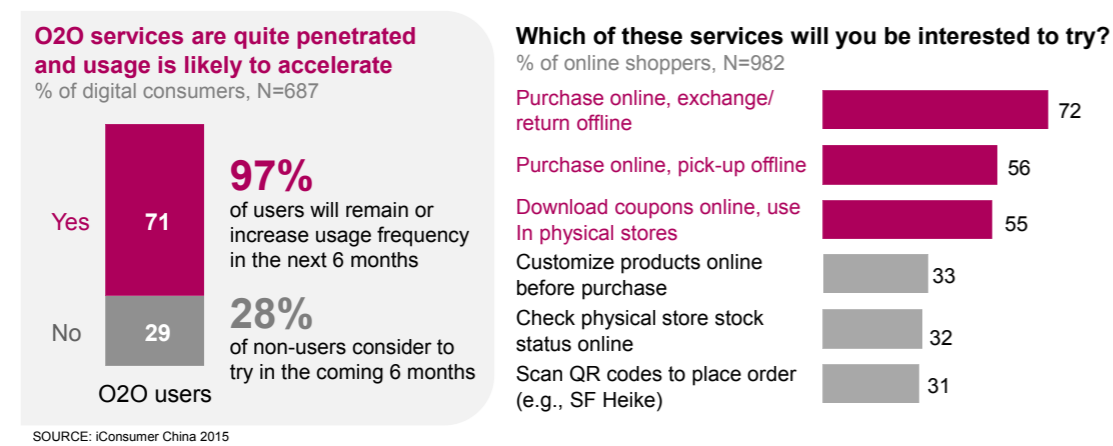 O2O services are quite penetrated
and usage is likely to accelerate
% of digital consumers, N=687
Yes
71
97%
of users will remain or
increase usage frequency
in the next 6 months
No
29
28%
of non-users consider to
try in the coming 6 months
O2O users
SOURCE: iConsumer China 2015
Which of these services will you be interested to try?
% of online shoppers, N=982
Purchase online, exchange/
return offline
72
Purchase online, pick-up offline
56
Download coupons online, use
In physical stores
55
Customize products online
before purchase
33
Check physical store stock
status online
32
Scan QR codes to place order
(e.g., SF Heike)
31